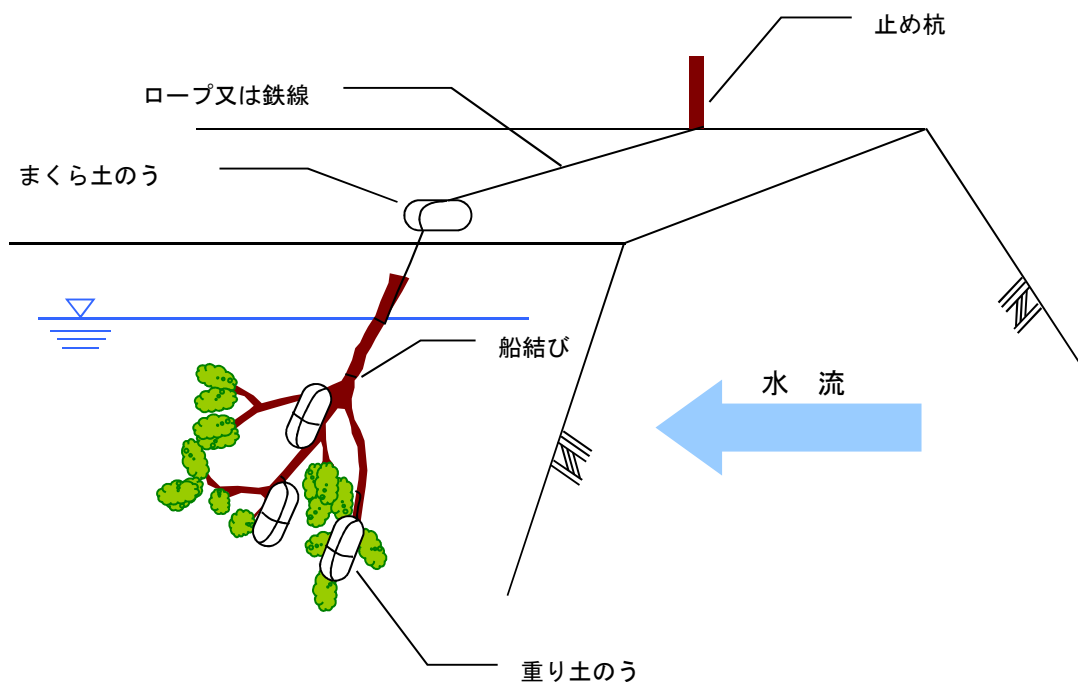 止め杭
ロープ又は鉄線
まくら土のう
船結び
水　流
重り土のう